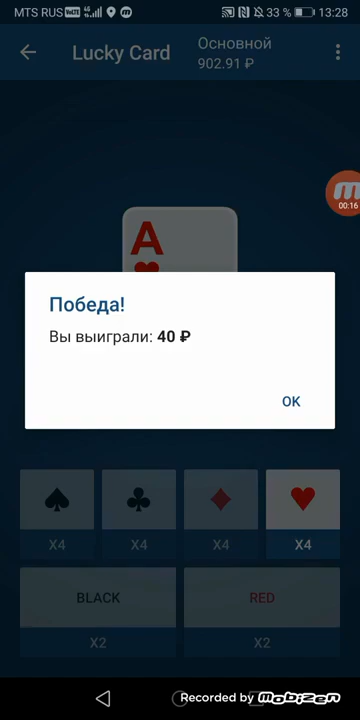 MTS RUS 33 % 13:28
Lucky Card
Основной
902.91 ₽
00:16
A
Победа!
Вы выиграли: 40 ₽
OK
X4 X4 X4 X4
BLACK RED
X2 X2
Recorded by mobizen